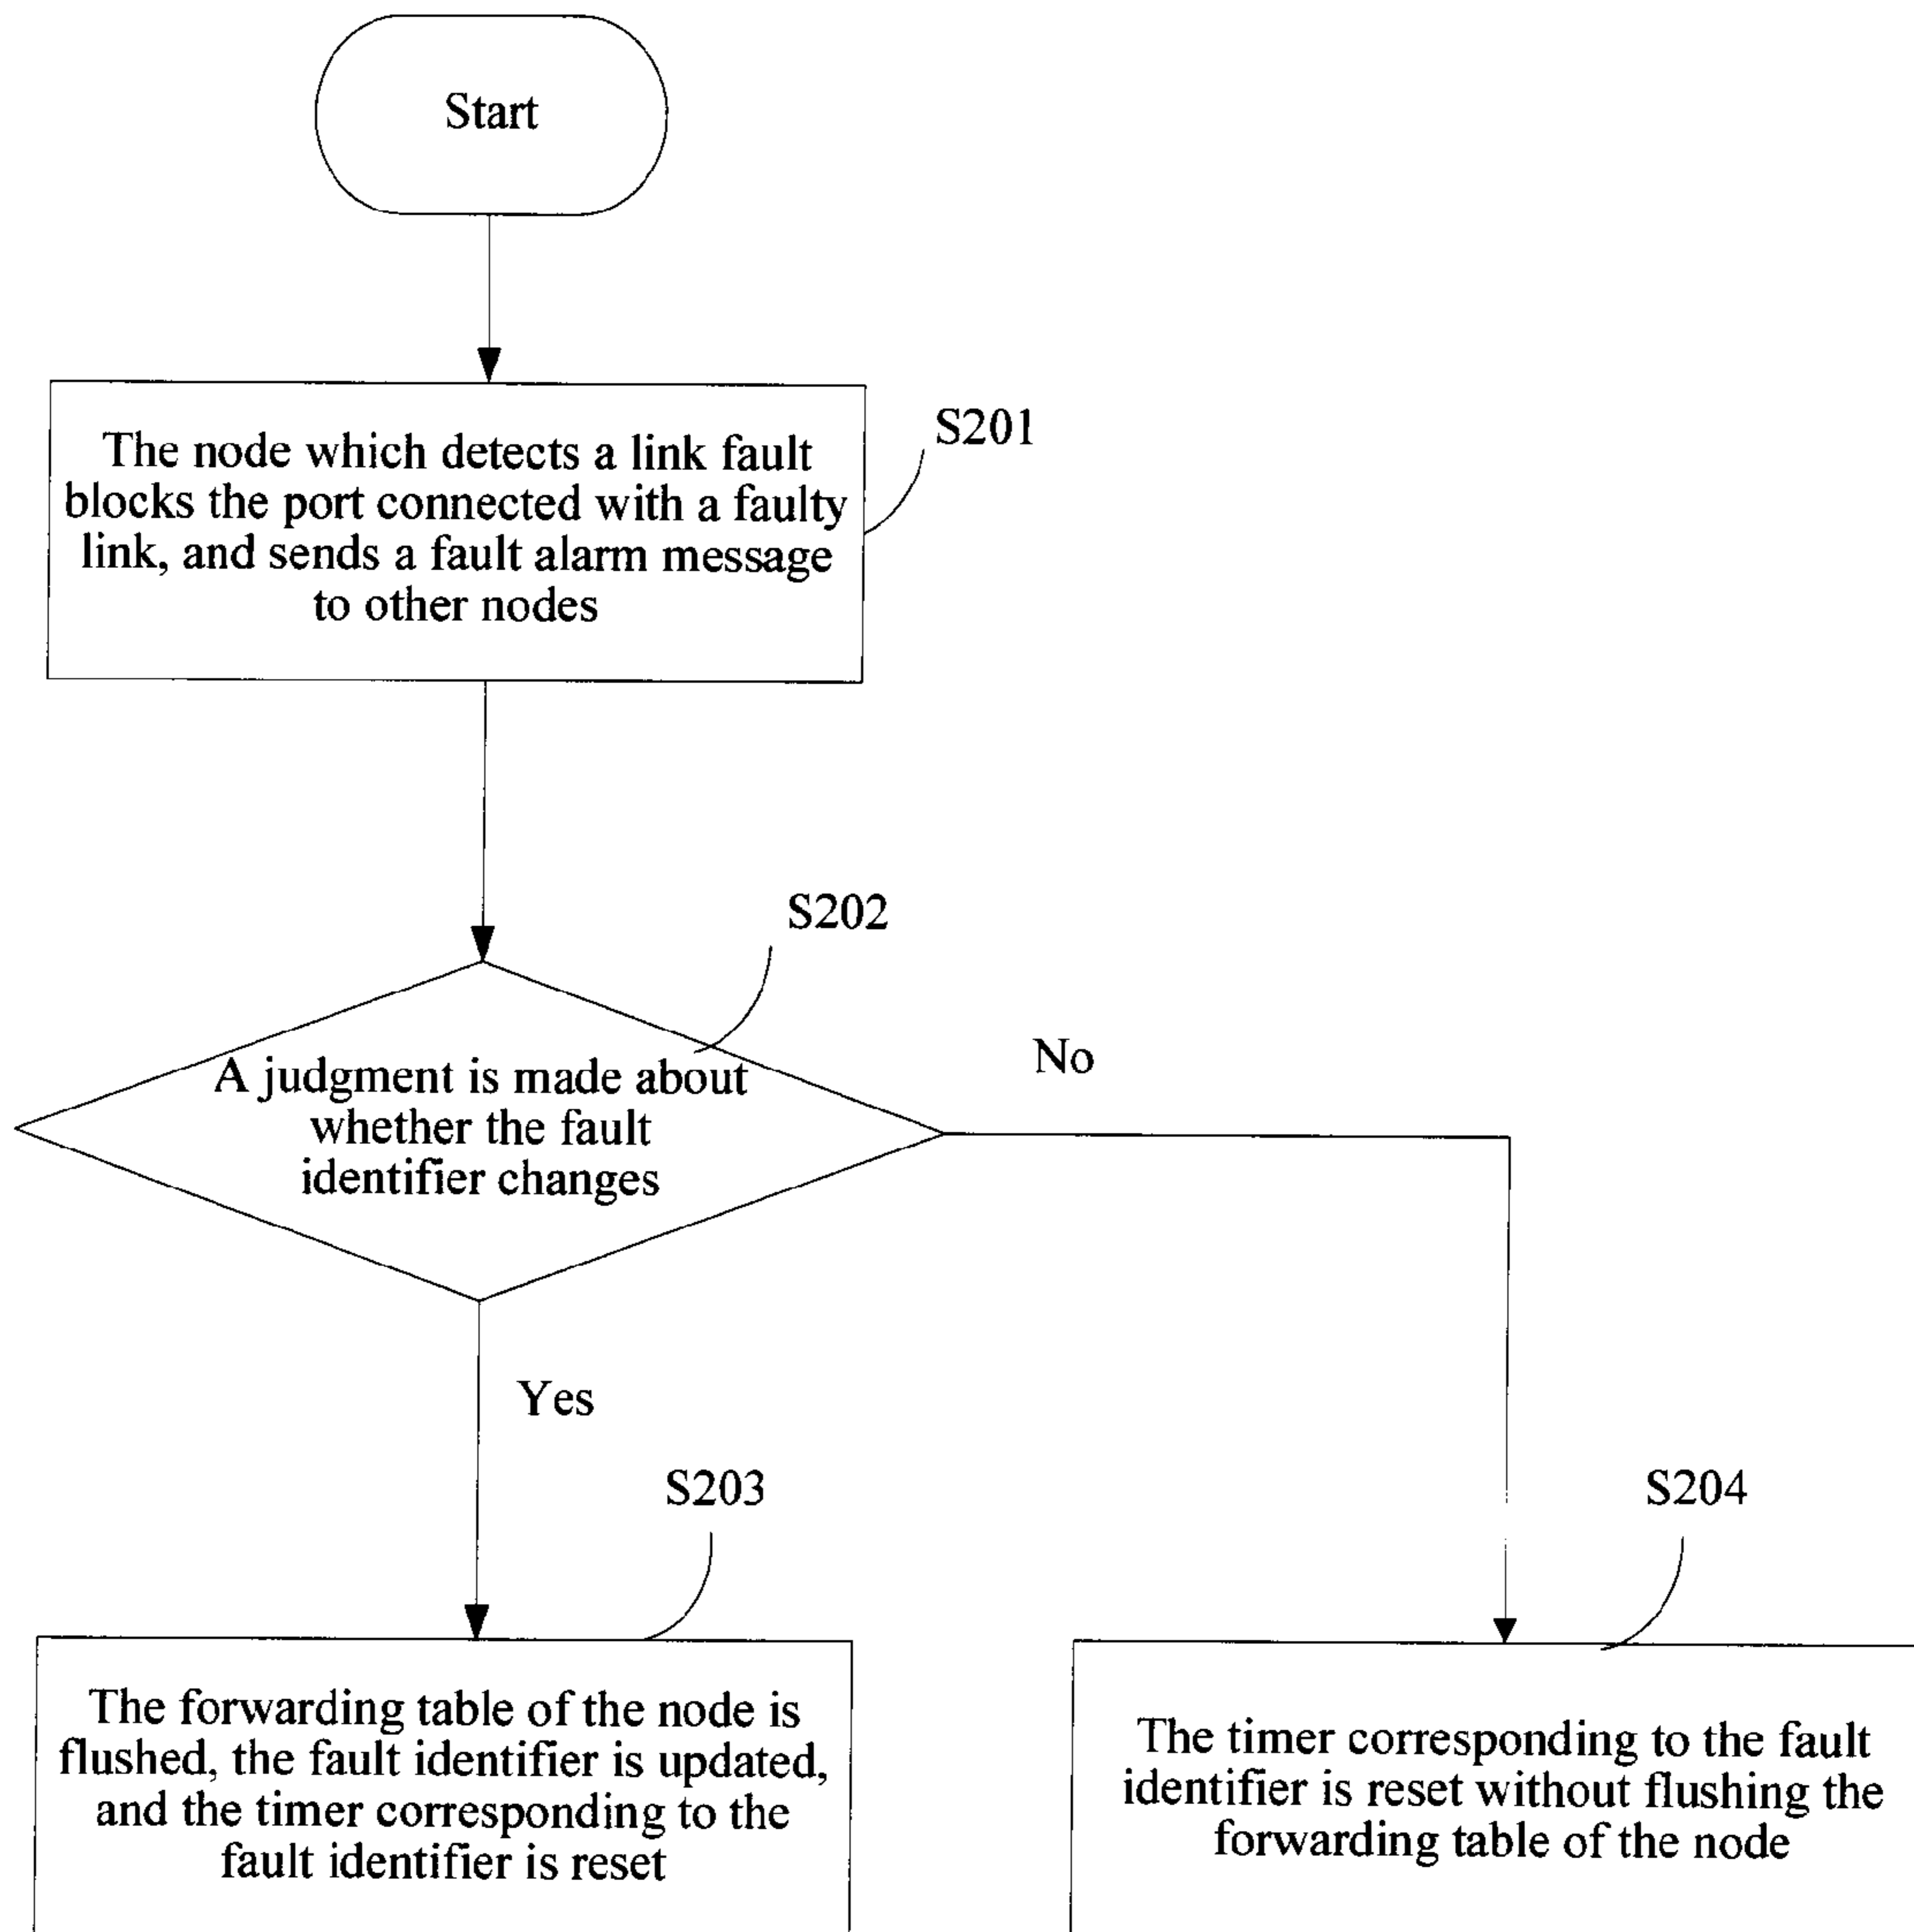 Start
The node which detects a link fault
blocks the port connected with a faulty
link, and sends a fault alarm message
to other nodes
S201
S202
A judgment is made about
whether the fault
identifier changes
No
Yes
S203
S204
The forwarding table of the node is
flushed, the fault identifier is updated,
and the timer corresponding to the
fault identifier is reset
The timer corresponding to the fault
identifier is reset without flushing the
forwarding table of the node